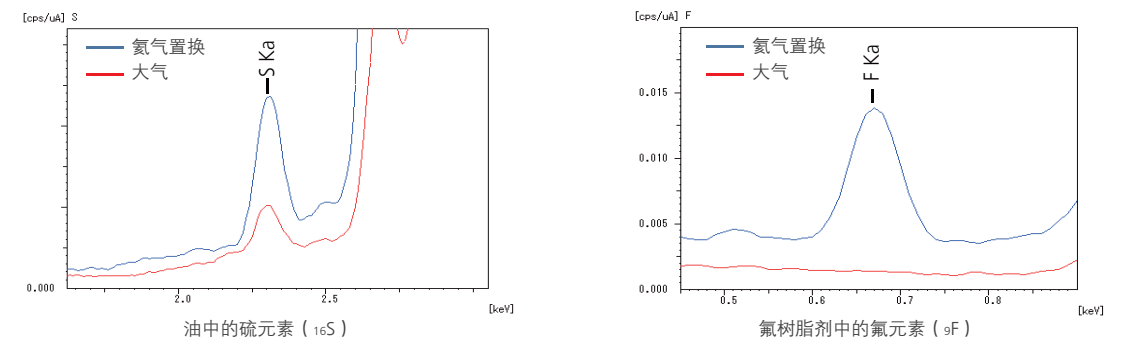 [cps/uA] S
氦气置换
大气
S Ka
0.000
2.0
2.5
[keV]
油中的硫元素（₁₆S）
[cps/uA] F
氦气置换
大气
F Ka
0.015
0.010
0.005
0.000
0.5
0.6
0.7
0.8
[keV]
氟树脂剂中的氟元素（₉F）